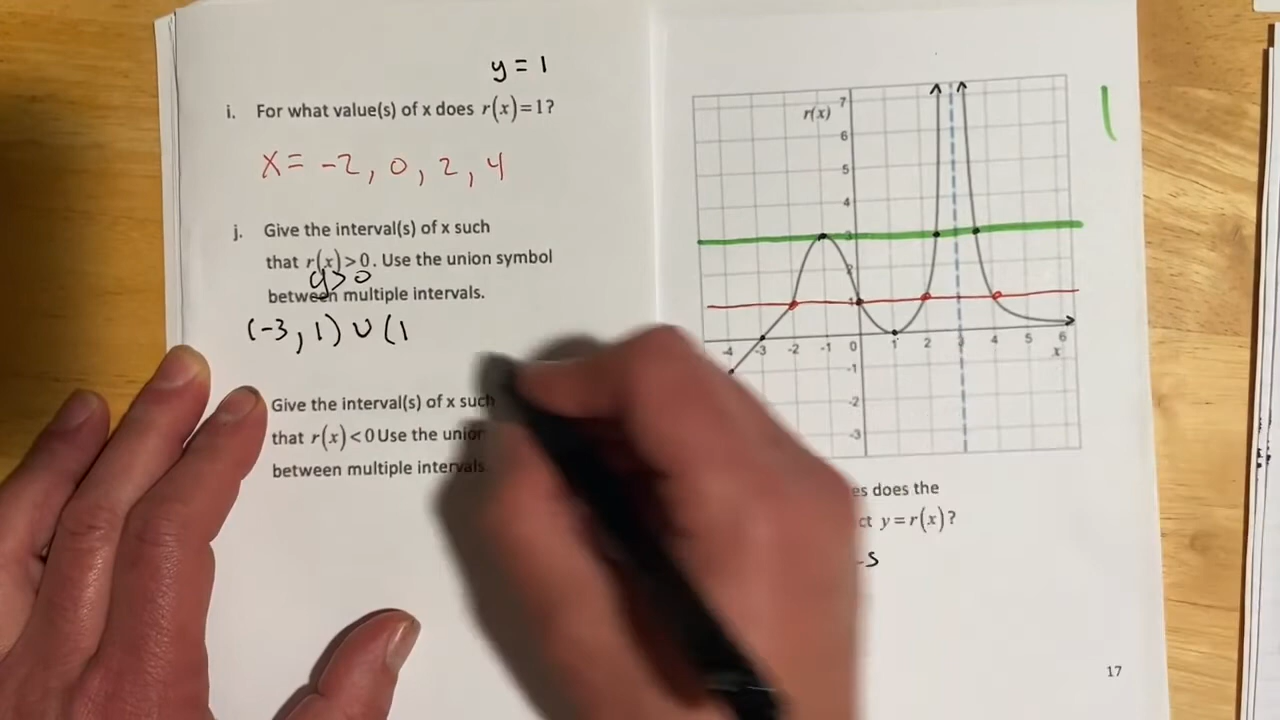 y = 1
i. For what value(s) of x does r(x)=1?
x = -2, 0, 2, 4
j. Give the interval(s) of x such
that r(x)>0. Use the union symbol
y>0
between multiple intervals.
(-3, 1) ∪ (1
Give the interval(s) of x such
that r(x)<0 Use the union
between multiple intervals.
r(x)
7
6
5
4
3
2
1
-4 -3 -2 -1 0 1 2 3 4 5 6
x
-1
-2
-3
es does the
ct y=r(x)?
s
17